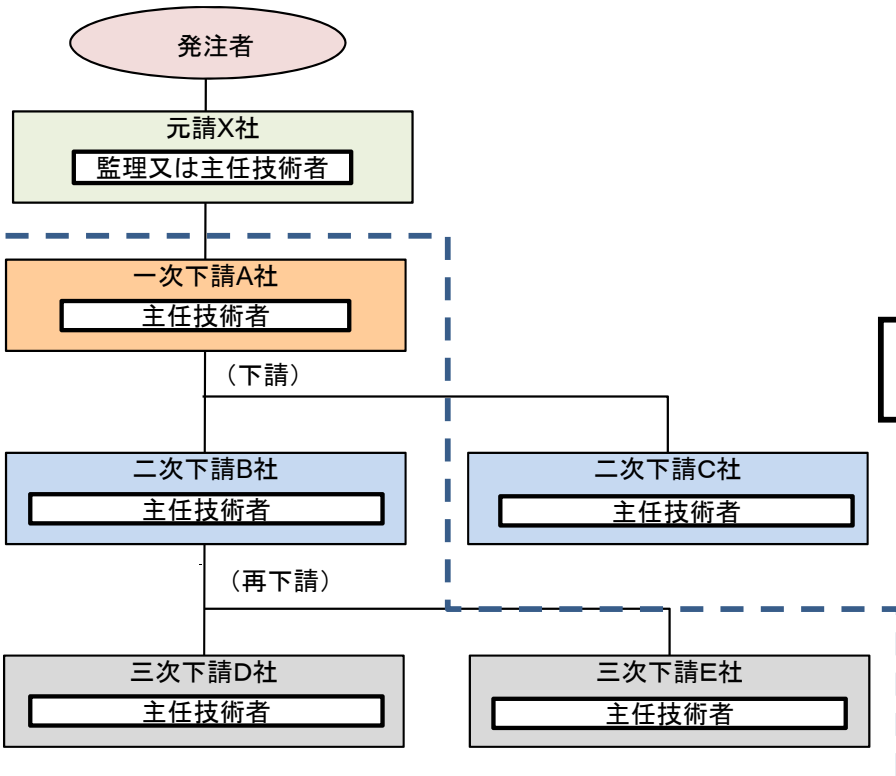 発注者
元請X社
監理又は主任技術者
一次下請A社
主任技術者
（下請）
二次下請B社
主任技術者
二次下請C社
主任技術者
（再下請）
三次下請D社
主任技術者
三次下請E社
主任技術者